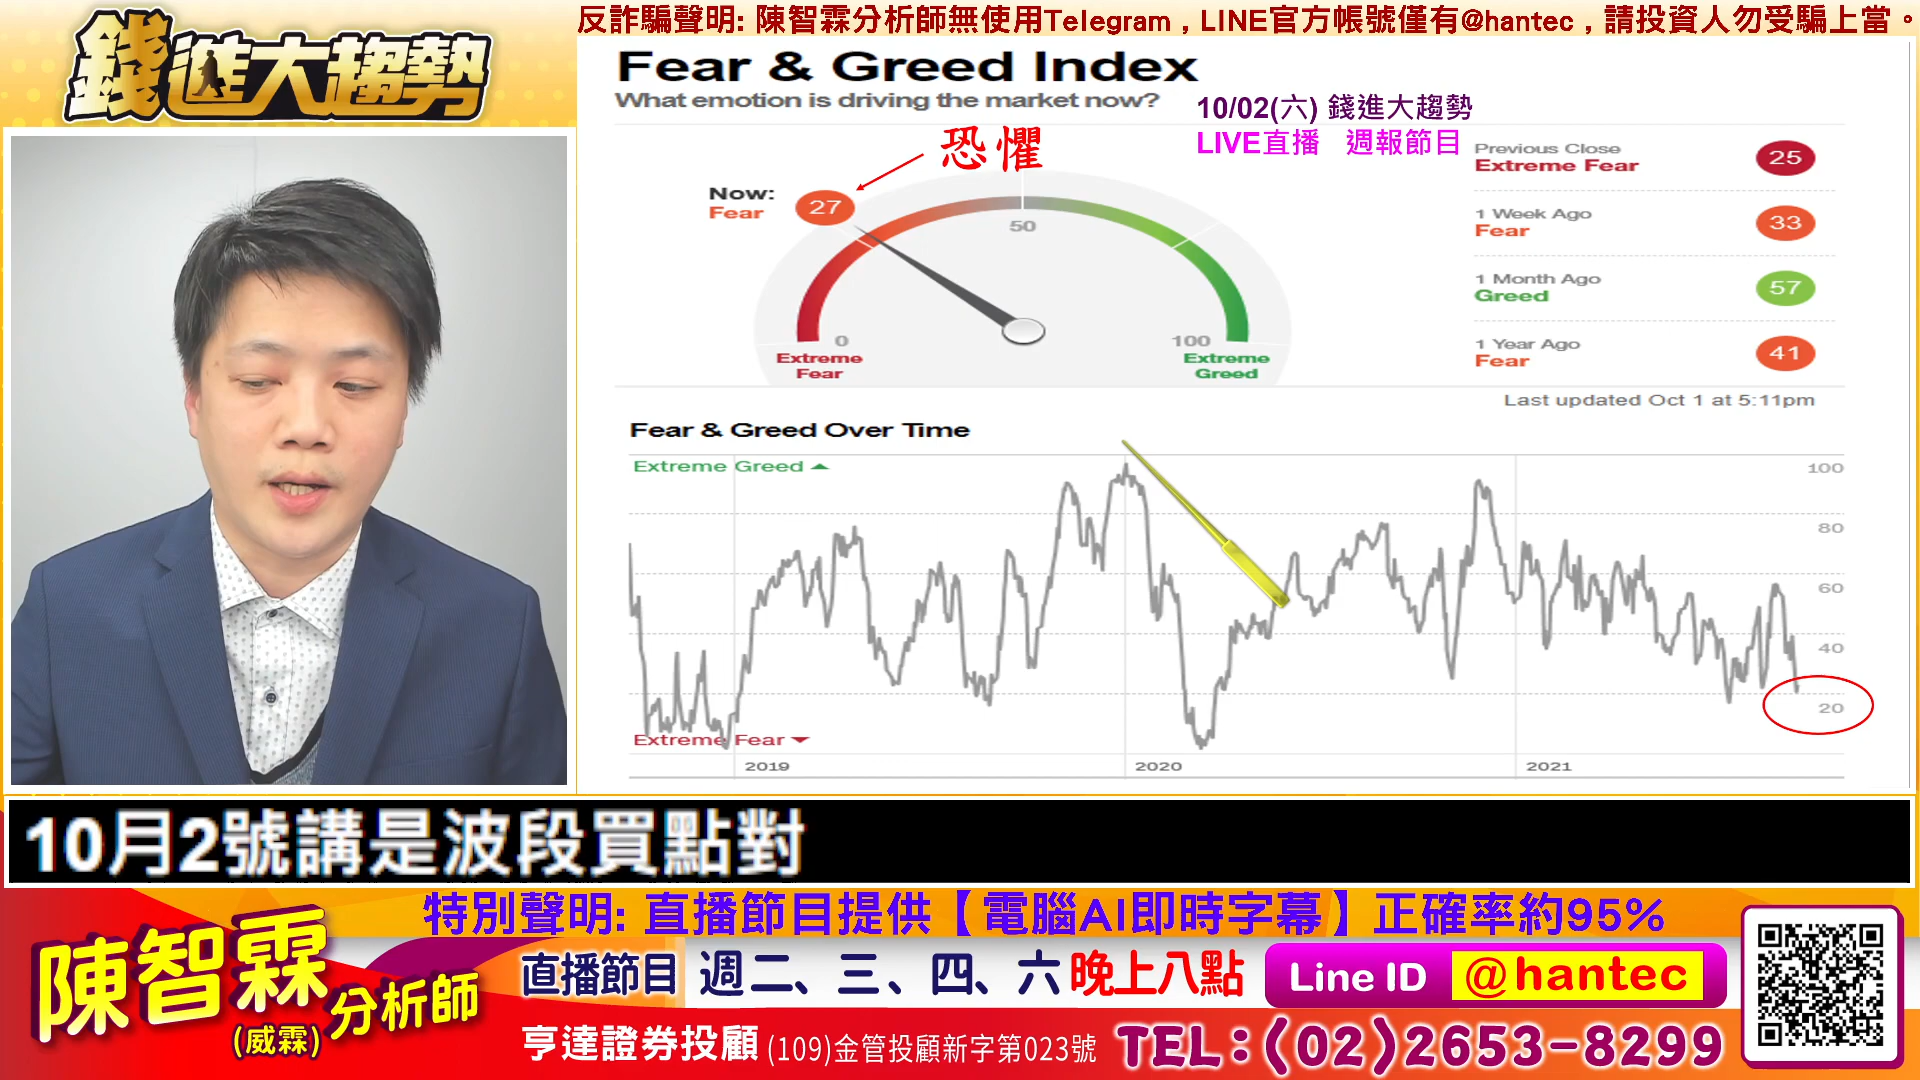 反詐騙聲明: 陳智霖分析師無使用Telegram , LINE官方帳號僅有@hantec , 請投資人勿受騙上當。
錢進大趨勢
Fear & Greed Index
What emotion is driving the market now?
10/02(六) 錢進大趨勢
LIVE直播 週報節目
恐懼
Now:
Fear
27
50
0
100
Extreme
Fear
Extreme
Greed
Previous Close
Extreme Fear
25
1 Week Ago
Fear
33
1 Month Ago
Greed
57
1 Year Ago
Fear
41
Last updated Oct 1 at 5:11pm
Fear & Greed Over Time
Extreme Greed
100
80
60
40
20
Extreme Fear
2019
2020
2021
10月2號講是波段買點對
特別聲明: 直播節目提供【電腦AI即時字幕】正確率約95%
陳智霖分析師
(威霖)
直播節目 週二、三、四、六 晚上八點
Line ID @hantec
亨達證券投顧 (109)金管投顧新字第023號 TEL:(02)2653-8299